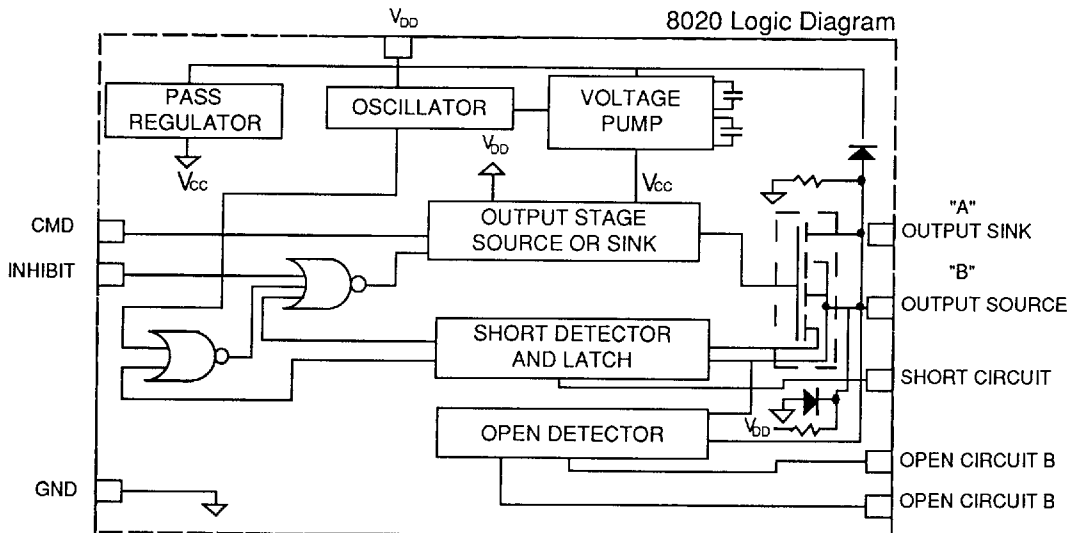 8020 Logic Diagram
VDD
PASS
REGULATOR
OSCILLATOR
VOLTAGE
PUMP
VCC
VDD
VCC
CMD
OUTPUT STAGE
SOURCE OR SINK
"A"
OUTPUT SINK
INHIBIT
"B"
OUTPUT SOURCE
SHORT DETECTOR
AND LATCH
SHORT CIRCUIT
VDD
OPEN DETECTOR
OPEN CIRCUIT B
GND
OPEN CIRCUIT B